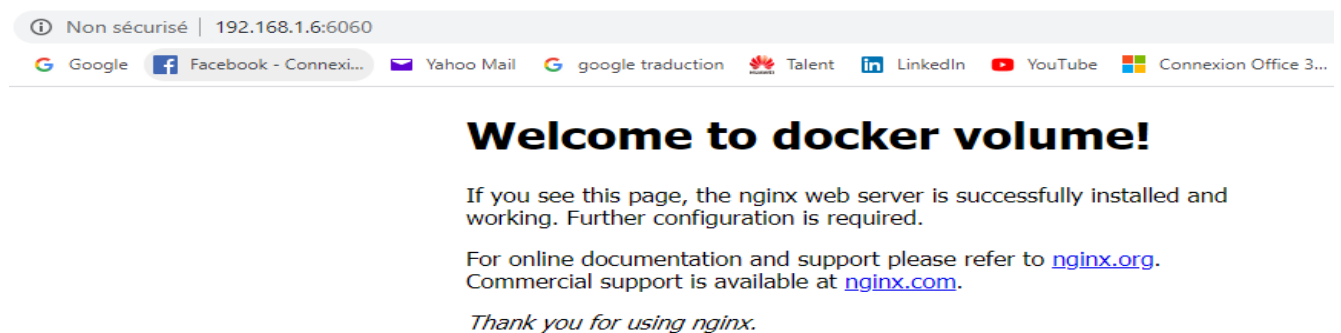 Non sécurisé | 192.168.1.6:6060
Google Facebook - Connexi... Yahoo Mail google traduction Talent LinkedIn YouTube Connexion Office 3...
Welcome to docker volume!
If you see this page, the nginx web server is successfully installed and
working. Further configuration is required.
For online documentation and support please refer to nginx.org.
Commercial support is available at nginx.com.
Thank you for using nginx.